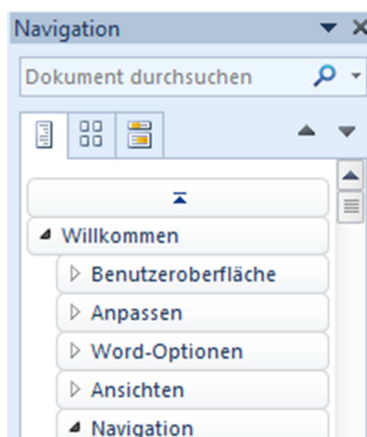 Navigation
Dokument durchsuchen
Willkommen
Benutzeroberfläche
Anpassen
Word-Optionen
Ansichten
Navigation